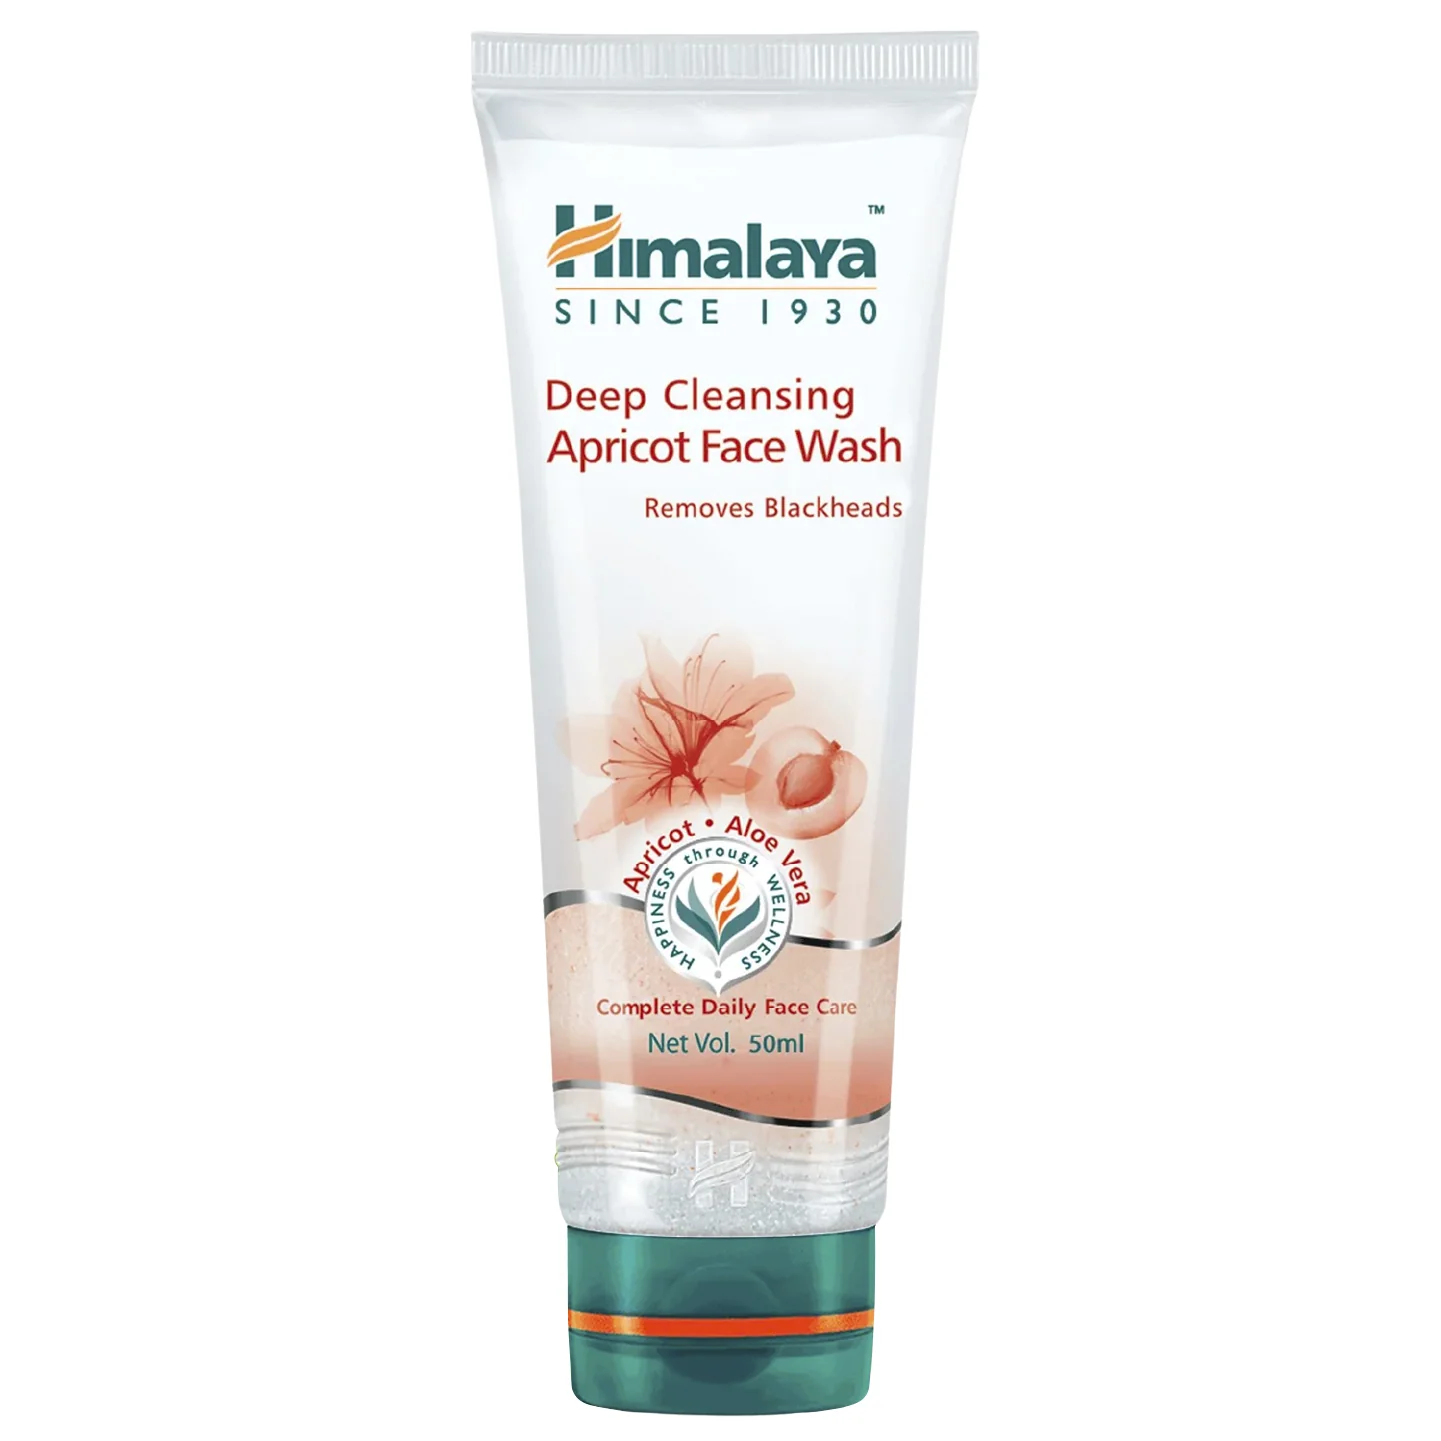 Himalaya™
SINCE 1930
Deep Cleansing
Apricot Face Wash
Removes Blackheads
Apricot • Aloe Vera
HAPPINESS through WELLNESS
Complete Daily Face Care
Net Vol. 50ml
H